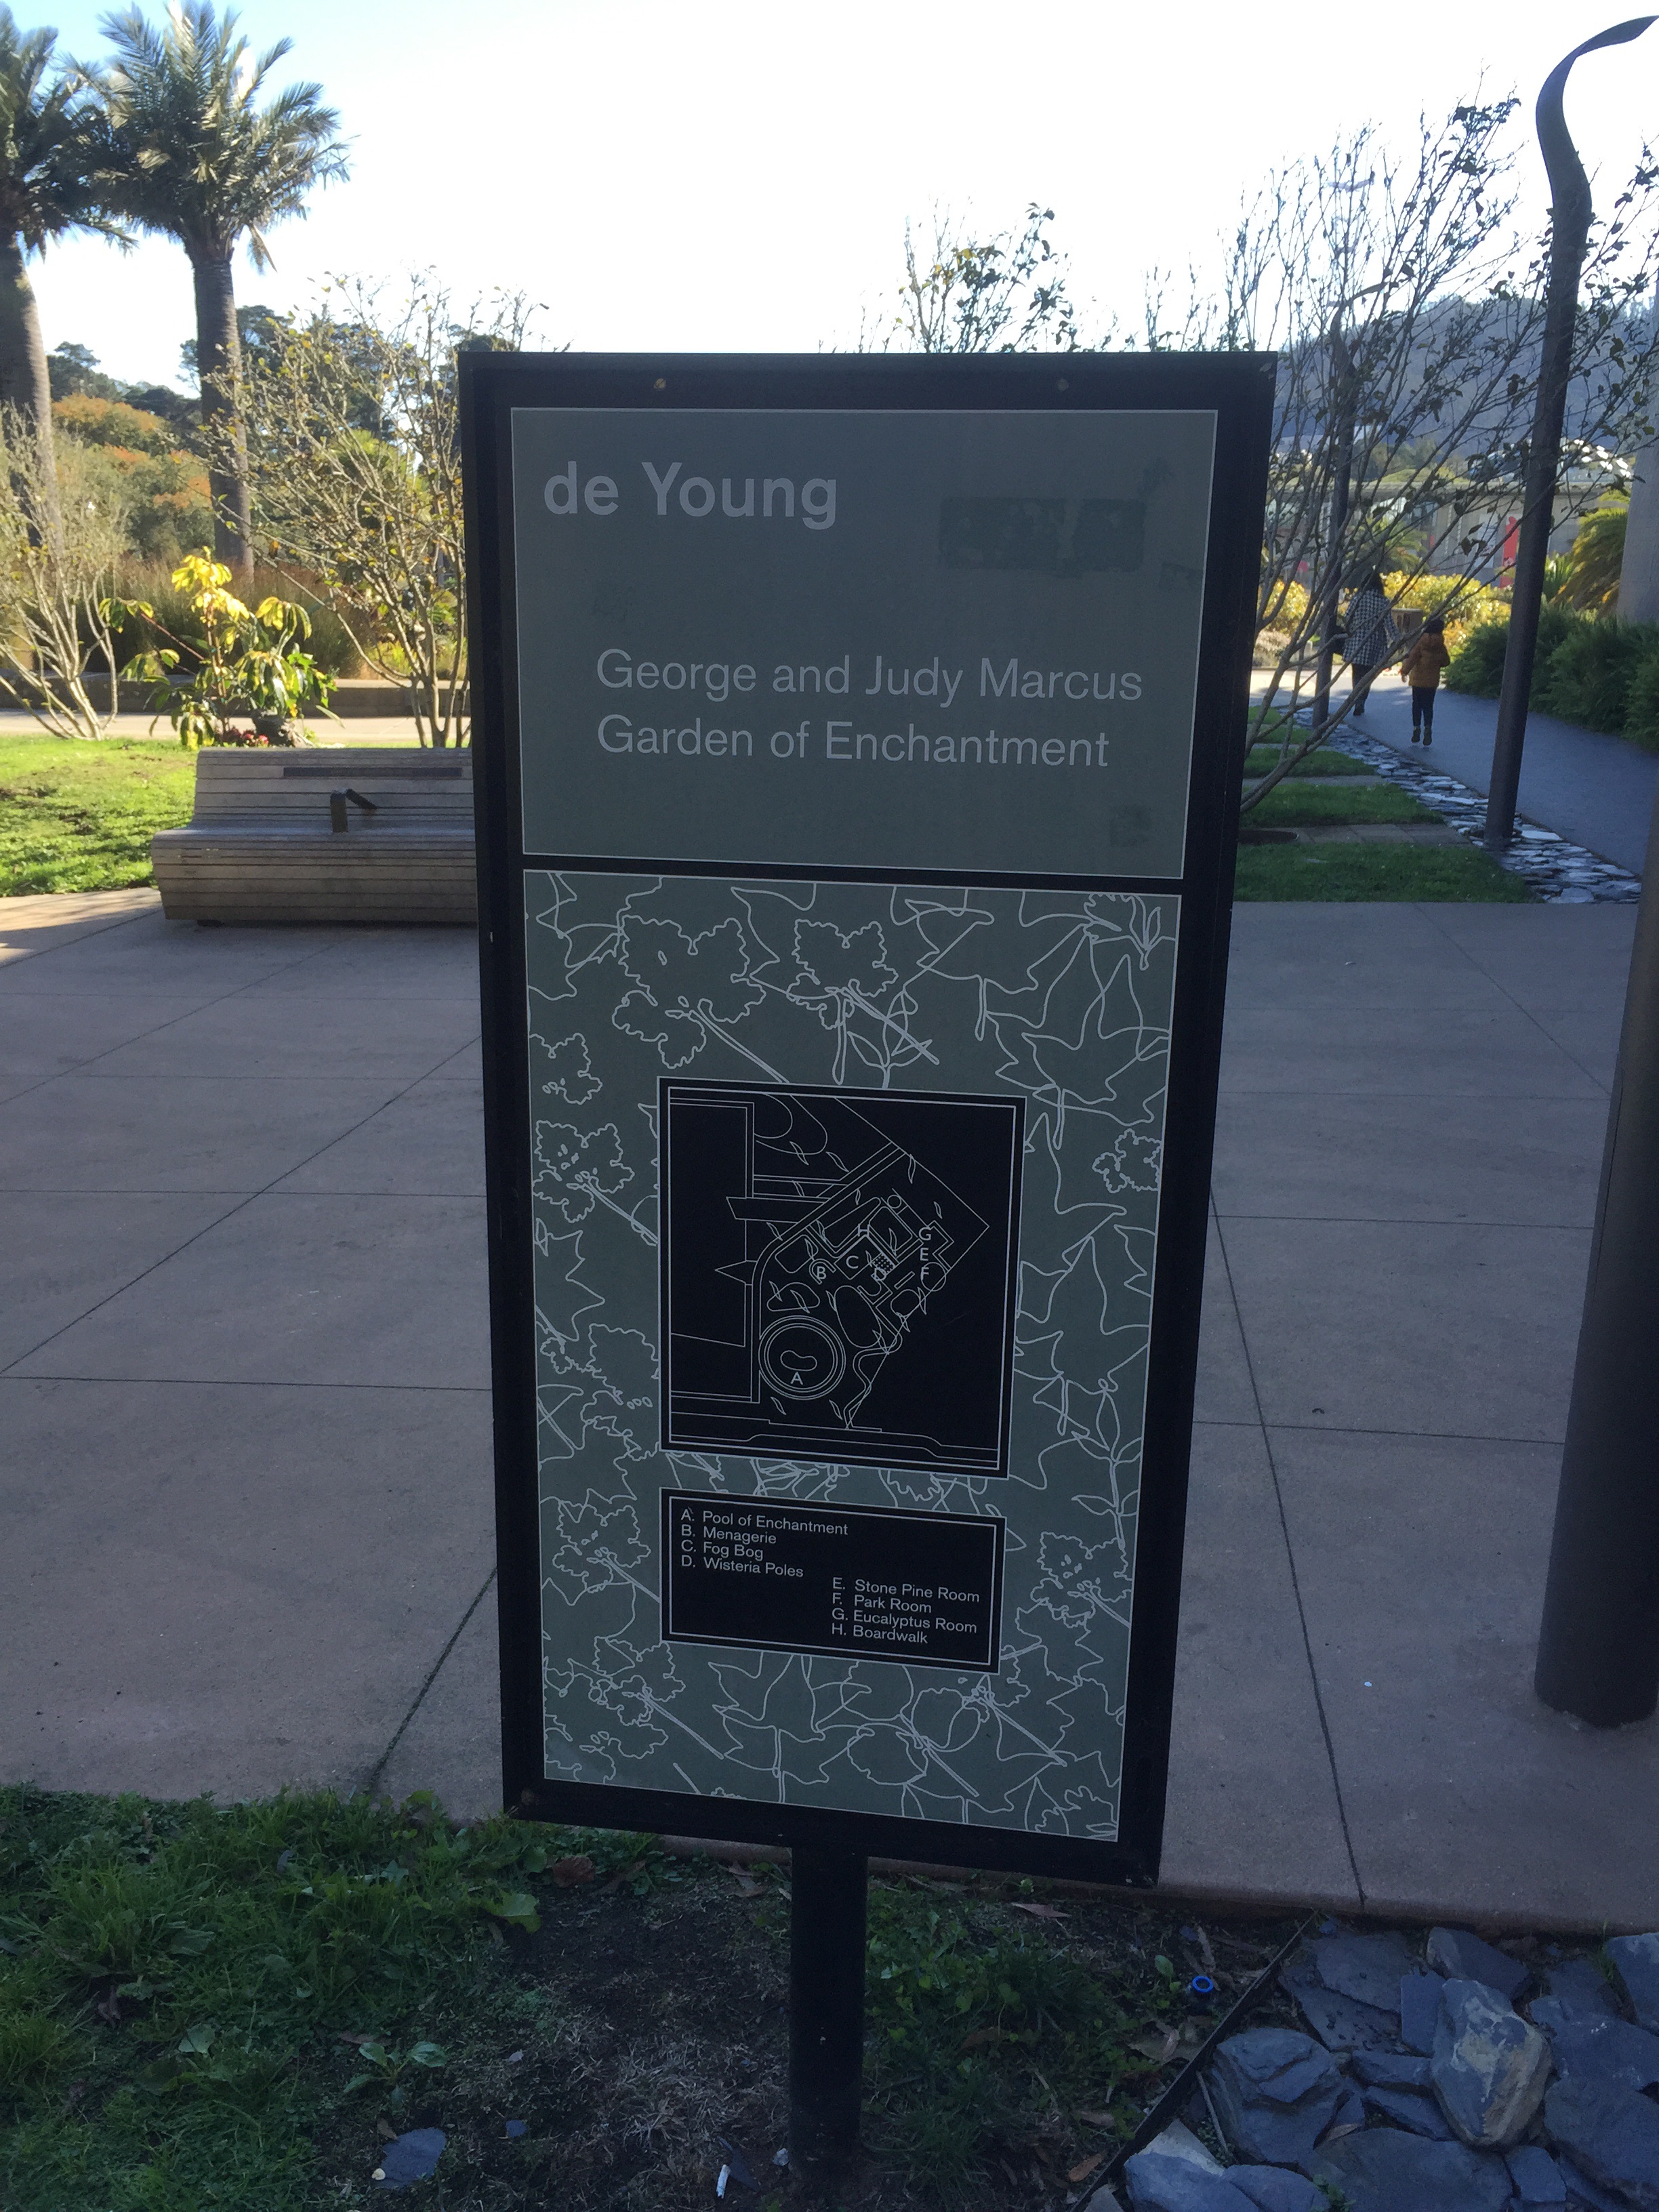 de Young
George and Judy Marcus
Garden of Enchantment
H
G
E
C
B
D
F
A
A. Pool of Enchantment
B. Menagerie
C. Fog Bog
D. Wisteria Poles
E. Stone Pine Room
F. Park Room
G. Eucalyptus Room
H. Boardwalk